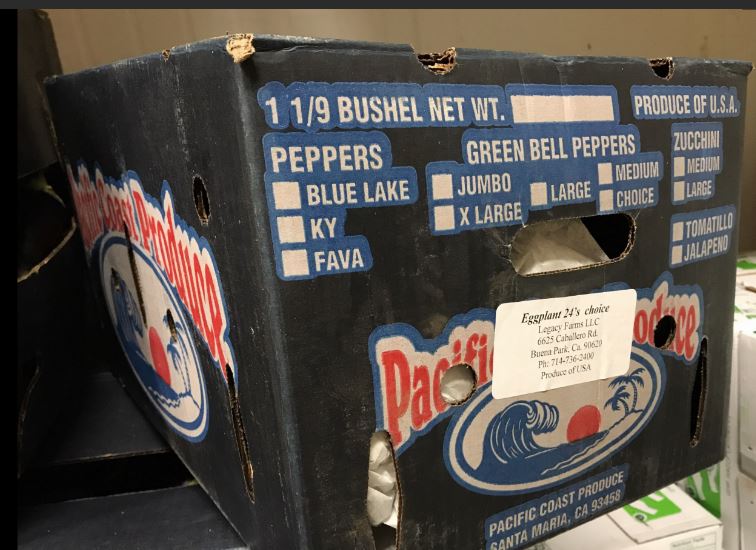 1 1/9 BUSHEL NET WT.
PRODUCE OF U.S.A.
PEPPERS
BLUE LAKE
KY
FAVA
GREEN BELL PEPPERS
JUMBO
X LARGE
LARGE
MEDIUM
CHOICE
ZUCCHINI
MEDIUM
LARGE
TOMATILLO
JALAPENO
Eggplant 24's choice
Legacy Farms LLC
6625 Caballero Rd.
Buena Park, Ca. 90620
Ph: 714-736-2400
Produce of USA
PACIFIC COAST PRODUCE
SANTA MARIA, CA 93458
Coast Produce